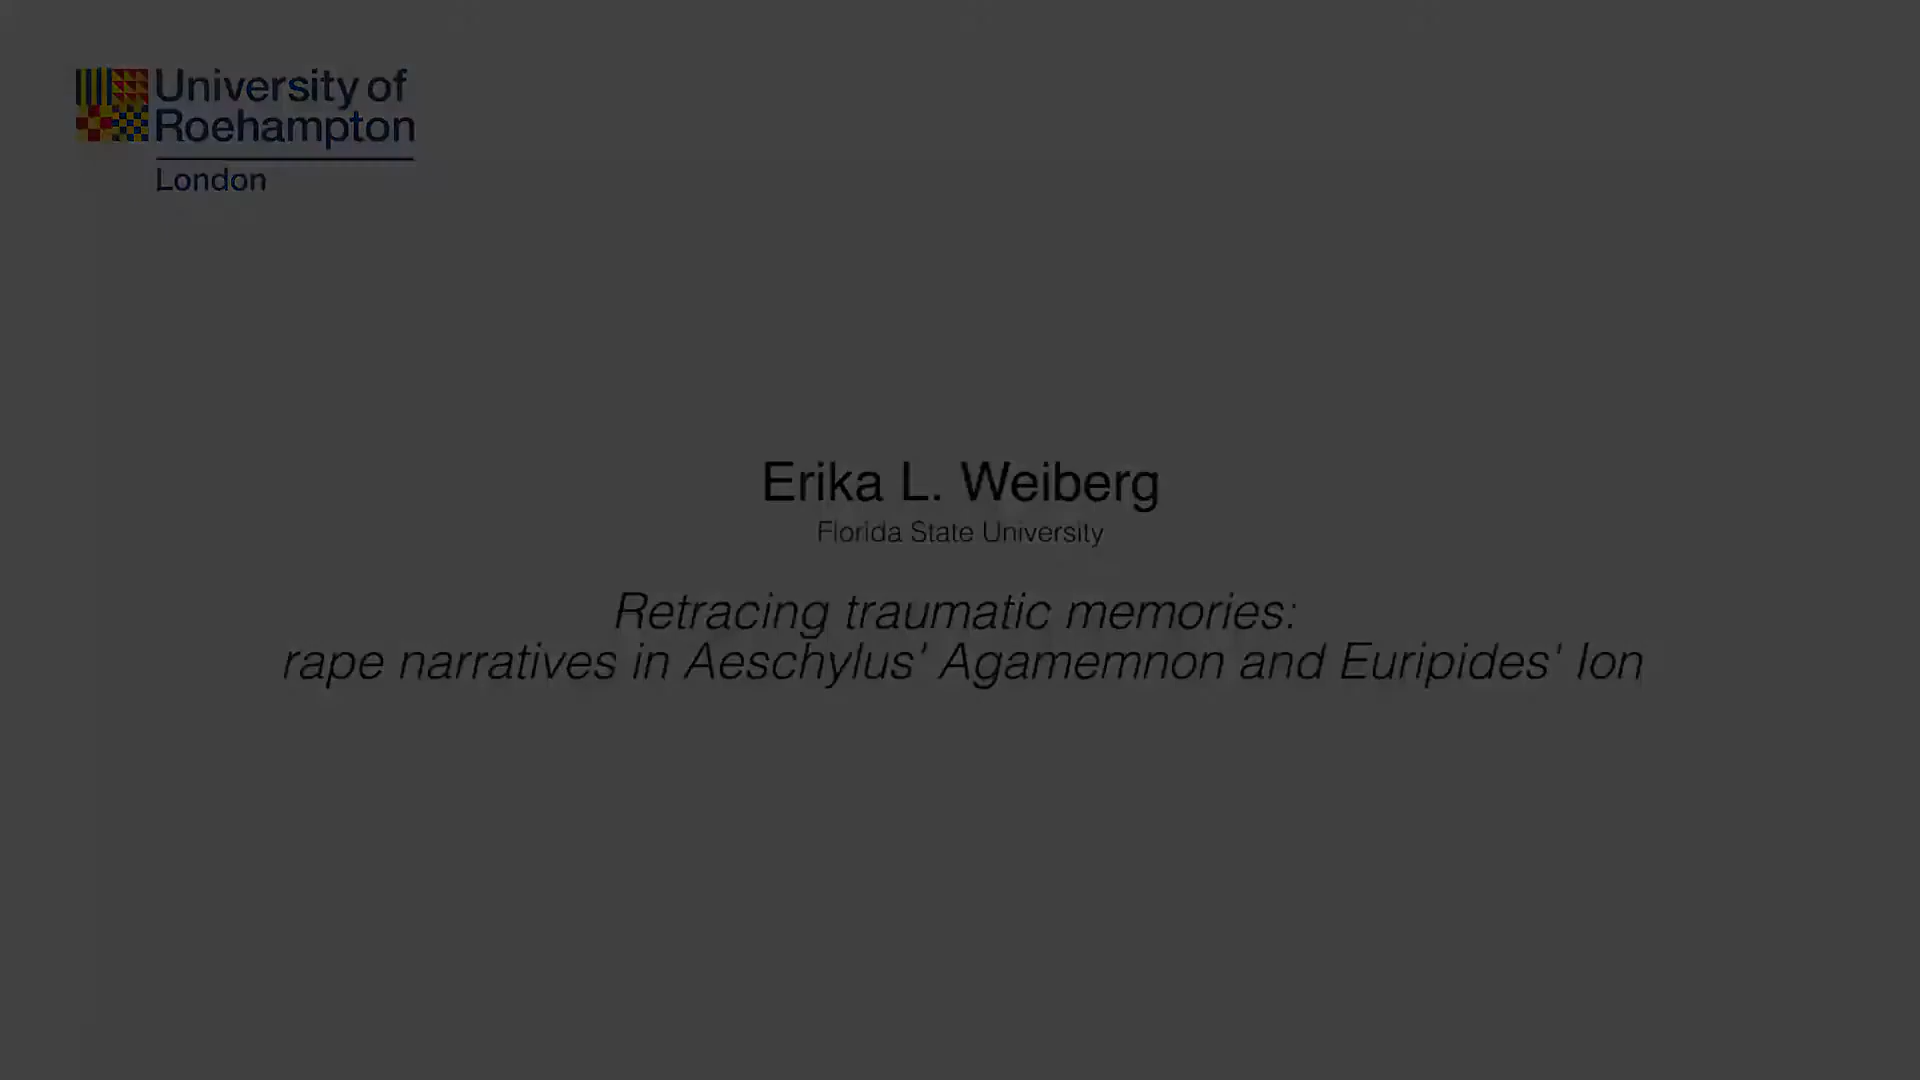 University of
Roehampton
London
Erika L. Weiberg
Florida State University
Retracing traumatic memories:
rape narratives in Aeschylus' Agamemnon and Euripides' Ion